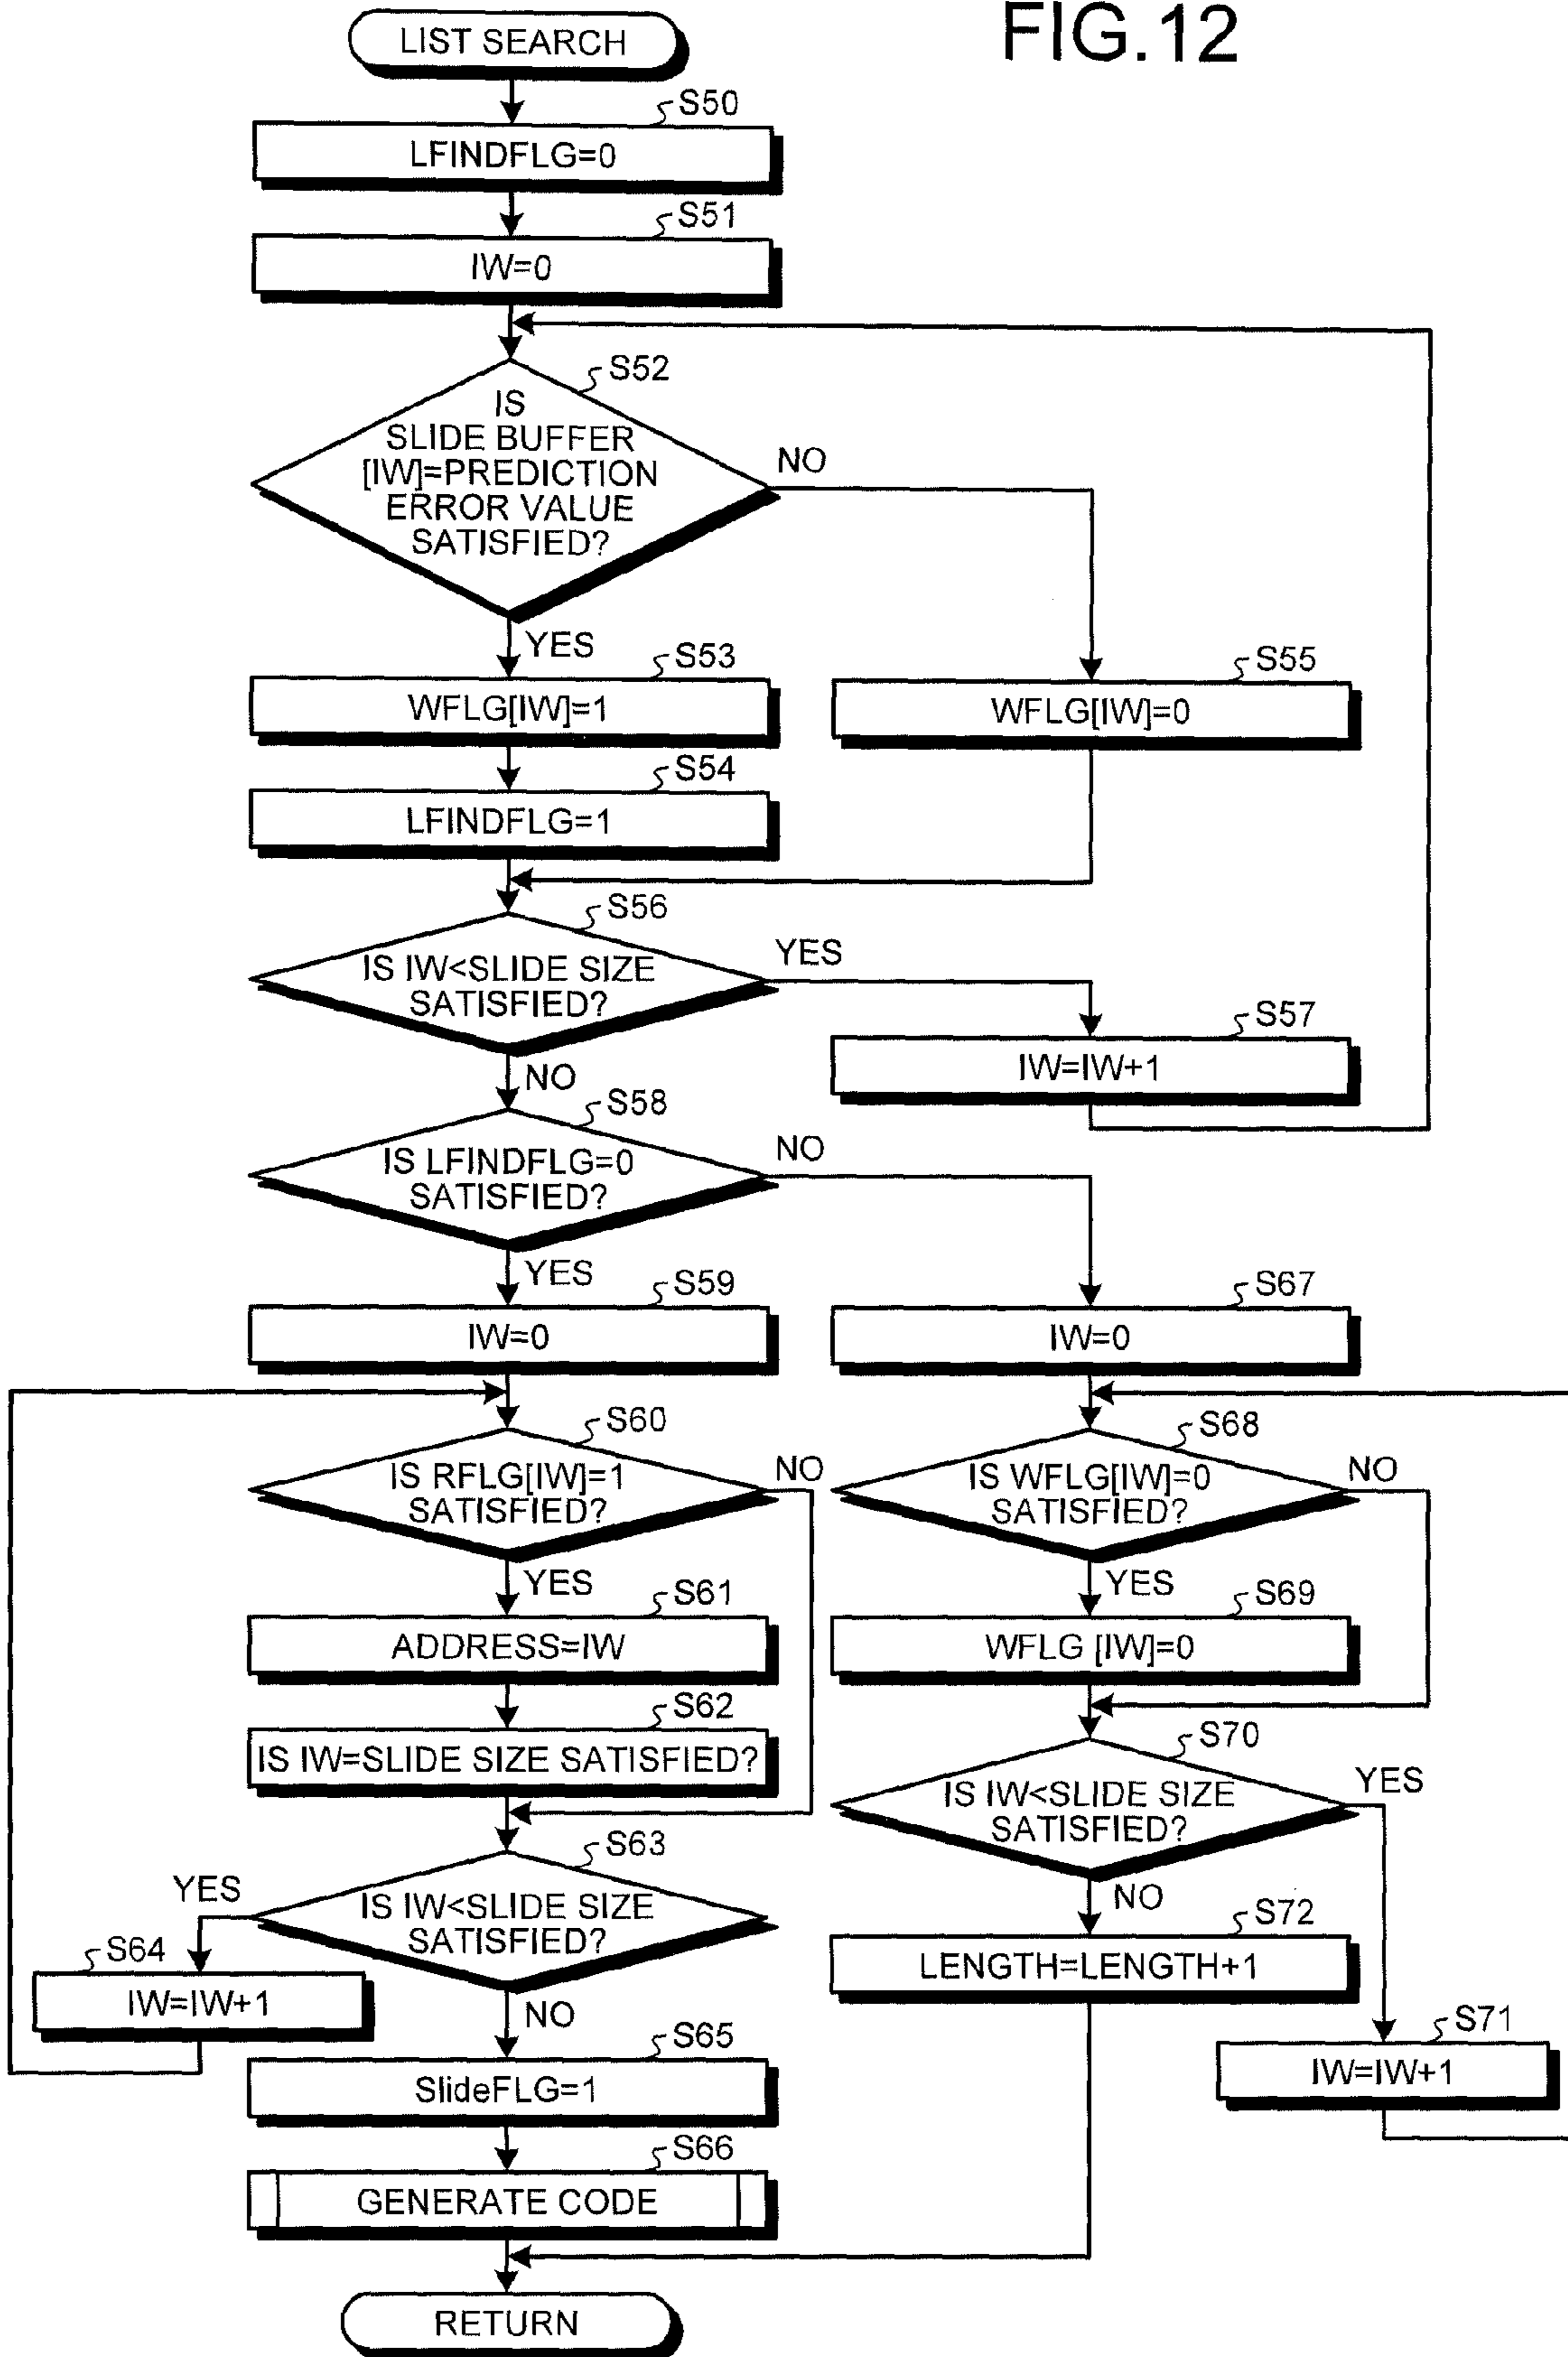 FIG.12
LIST SEARCH
S50
LFINDFLG=0
S51
IW=0
S52
IS
SLIDE BUFFER
[IW]=PREDICTION
ERROR VALUE
SATISFIED?
NO
YES
S53
WFLG[IW]=1
S55
WFLG[IW]=0
S54
LFINDFLG=1
S56
IS IW<SLIDE SIZE
SATISFIED?
YES
NO
S57
IW=IW+1
S58
IS LFINDFLG=0
SATISFIED?
NO
YES
S59
IW=0
S67
IW=0
S60
IS RFLG[IW]=1
SATISFIED?
NO
YES
S68
IS WFLG[IW]=0
SATISFIED?
NO
YES
S61
ADDRESS=IW
S69
WFLG [IW]=0
S62
IS IW=SLIDE SIZE SATISFIED?
S70
IS IW<SLIDE SIZE
SATISFIED?
YES
NO
S63
IS IW<SLIDE SIZE
SATISFIED?
YES
NO
S64
IW=IW+1
S72
LENGTH=LENGTH+1
S71
IW=IW+1
S65
SlideFLG=1
S66
GENERATE CODE
RETURN